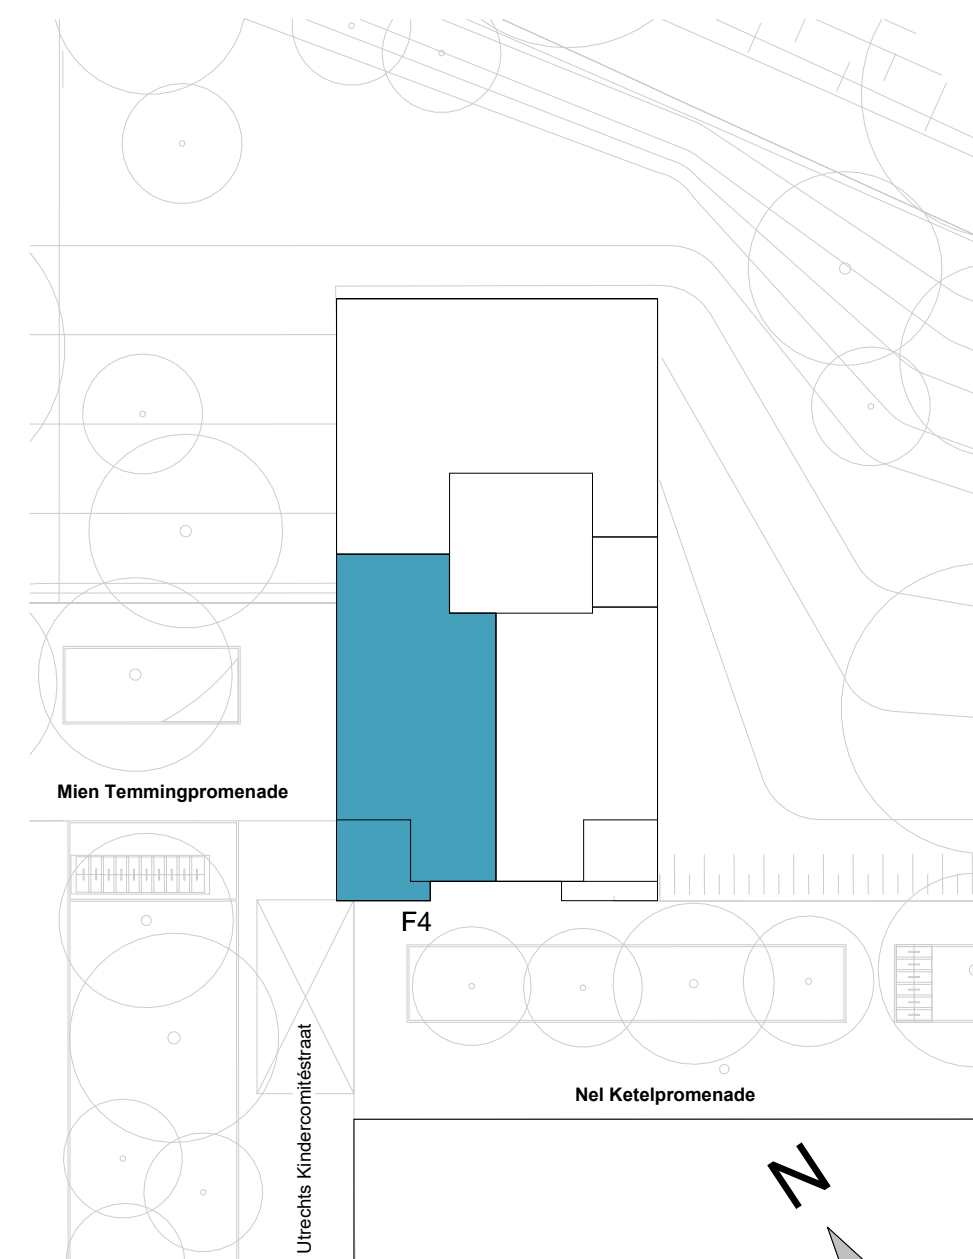 Mien Temmingpromenade
F4
Utrechts Kindercomitéstraat
Nel Ketelpromenade
N